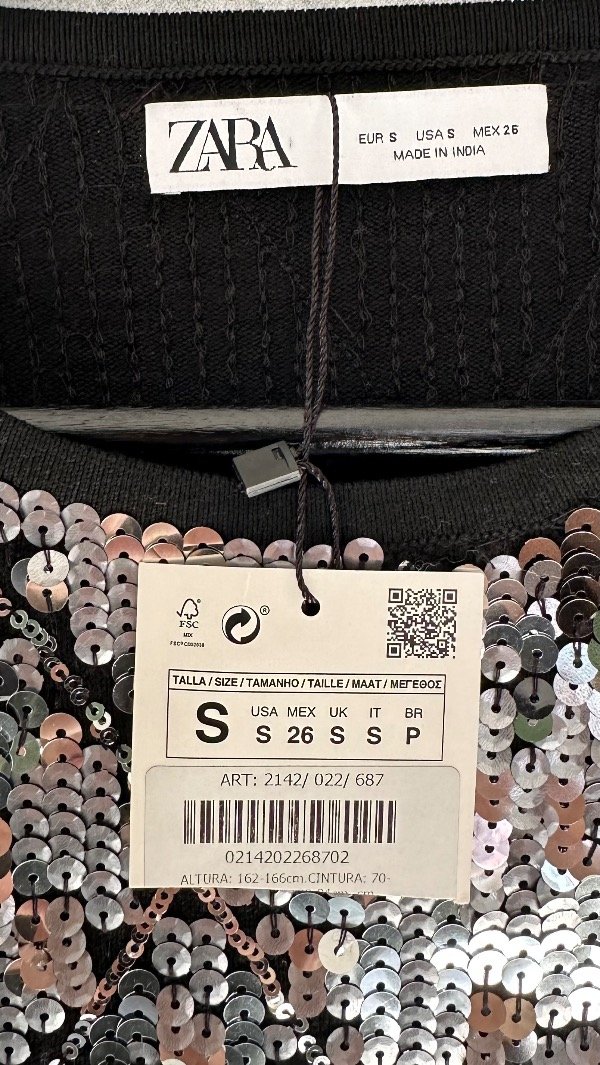 ZARA
EUR S USA S MEX 26
MADE IN INDIA
FSC
MIX
®
TALLA / SIZE / TAMANHO / TAILLE / MAAT / ΜΕΓΕΘΟΣ
S
USA MEX UK IT BR
S 26 S S P
ART: 2142/ 022/ 687
0214202268702
ALTURA: 162-166cm.CINTURA: 70-